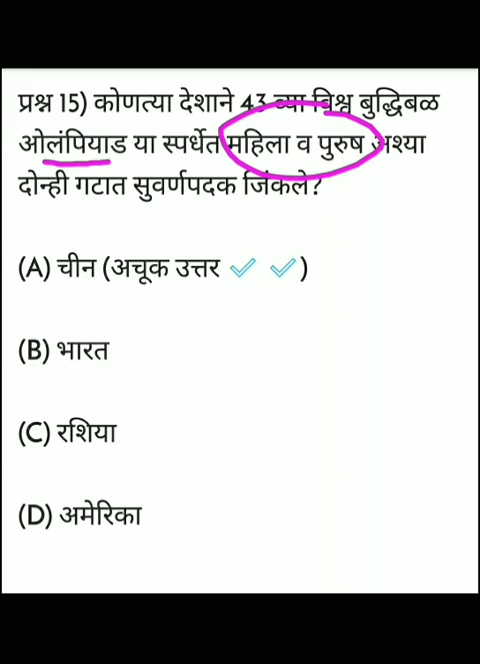 प्रश्न 15) कोणत्या देशाने 43 व्या विश्व बुद्धिबळ
ओलंपियाड या स्पर्धेत महिला व पुरुष अश्या
दोन्ही गटात सुवर्णपदक जिंकले?
(A) चीन (अचूक उत्तर ✓ ✓)
(B) भारत
(C) रशिया
(D) अमेरिका